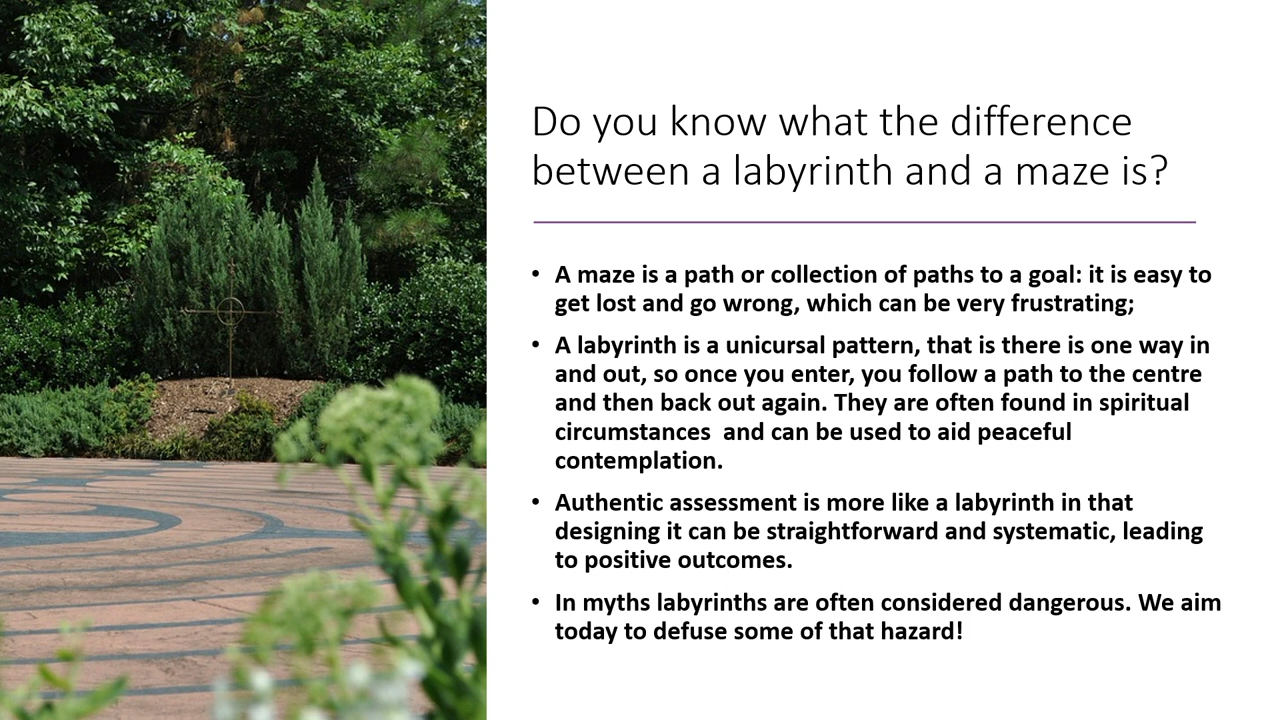 Do you know what the difference
between a labyrinth and a maze is?
• A maze is a path or collection of paths to a goal: it is easy to
get lost and go wrong, which can be very frustrating;
• A labyrinth is a unicursal pattern, that is there is one way in
and out, so once you enter, you follow a path to the centre
and then back out again. They are often found in spiritual
circumstances  and can be used to aid peaceful
contemplation.
• Authentic assessment is more like a labyrinth in that
designing it can be straightforward and systematic, leading
to positive outcomes.
• In myths labyrinths are often considered dangerous. We aim
today to defuse some of that hazard!